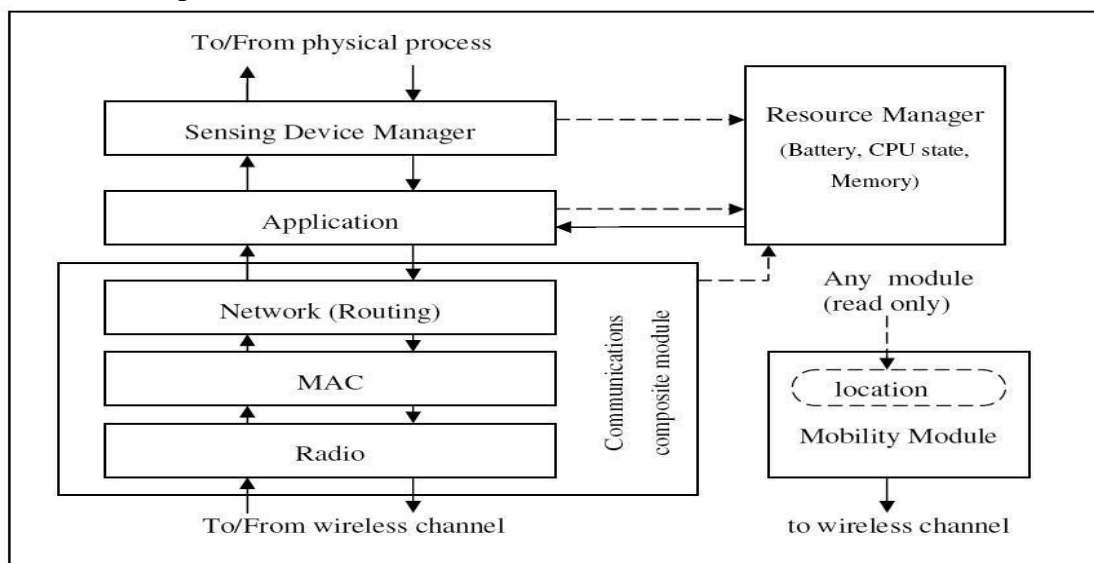 To/From physical process
Sensing Device Manager
Resource Manager
(Battery, CPU state,
Memory)
Application
Any module
(read only)
Network (Routing)
Communications
composite module
MAC
location
Mobility Module
Radio
To/From wireless channel
to wireless channel